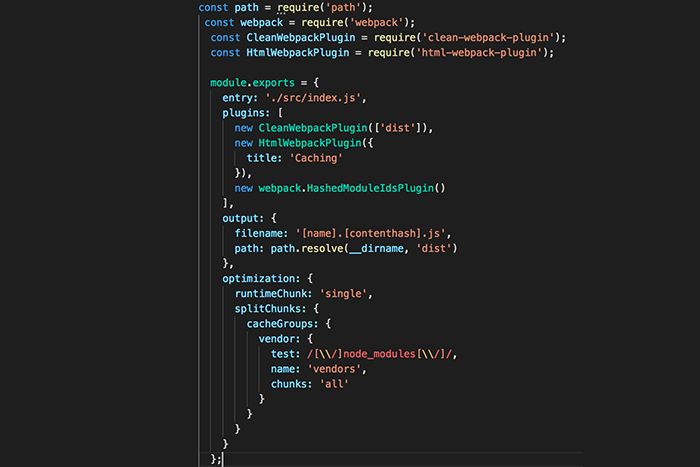 const path = require('path');
const webpack = require('webpack');
const CleanWebpackPlugin = require('clean-webpack-plugin');
const HtmlWebpackPlugin = require('html-webpack-plugin');
module.exports = {
entry: './src/index.js',
plugins: [
new CleanWebpackPlugin(['dist']),
new HtmlWebpackPlugin({
title: 'Caching'
}),
new webpack.HashedModuleIdsPlugin()
],
output: {
filename: '[name].[contenthash].js',
path: path.resolve(__dirname, 'dist')
},
optimization: {
runtimeChunk: 'single',
splitChunks: {
cacheGroups: {
vendor: {
test: /[\\/]node_modules[\\/]/,
name: 'vendors',
chunks: 'all'
}
}
}
}
};